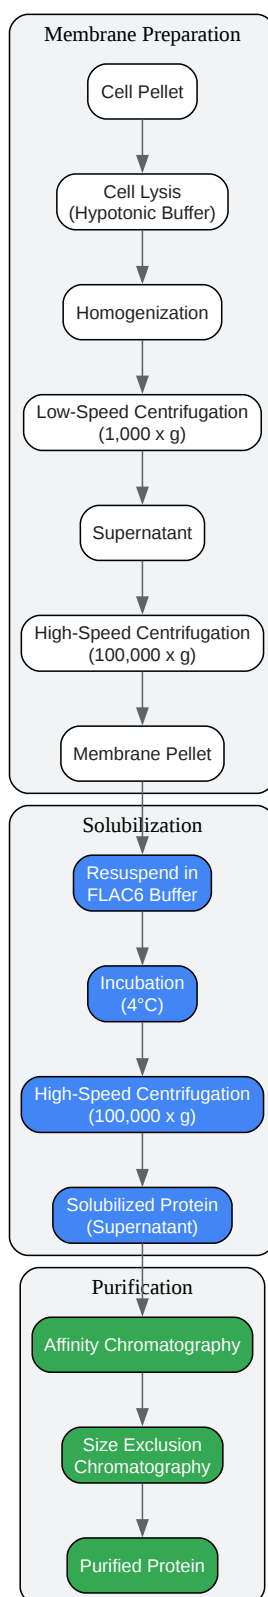 Membrane Preparation
Cell Pellet
Cell Lysis
(Hypotonic Buffer)
Homogenization
Low-Speed Centrifugation
(1,000 x g)
Supernatant
High-Speed Centrifugation
(100,000 x g)
Membrane Pellet
Solubilization
Resuspend in
FLAC6 Buffer
Incubation
(4°C)
High-Speed Centrifugation
(100,000 x g)
Solubilized Protein
(Supernatant)
Purification
Affinity Chromatography
Size Exclusion
Chromatography
Purified Protein